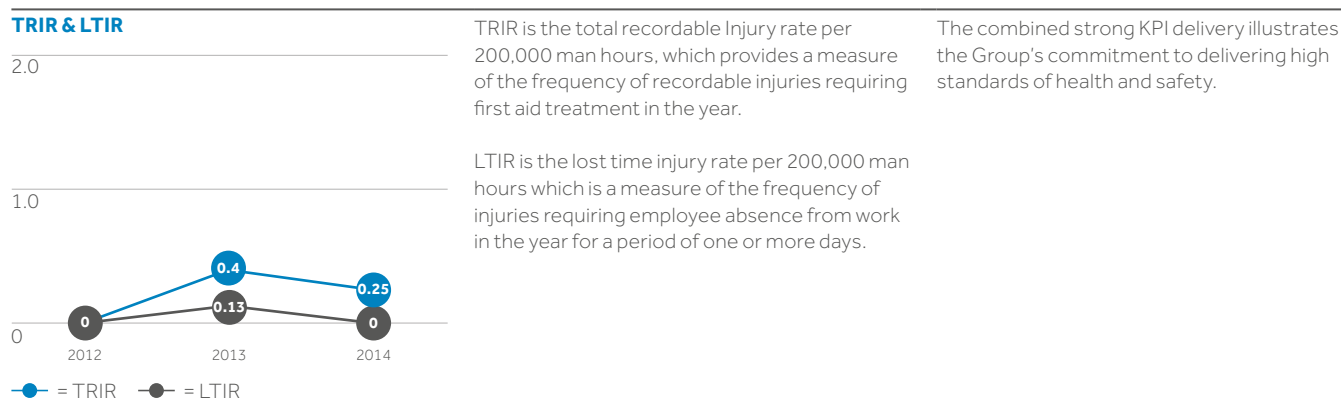 TRIR & LTIR
2.0
1.0
0
0
0.4
0.13
0.25
0
2012
2013
2014
= TRIR
= LTIR
TRIR is the total recordable Injury rate per
200,000 man hours, which provides a measure
of the frequency of recordable injuries requiring
first aid treatment in the year.
LTIR is the lost time injury rate per 200,000 man
hours which is a measure of the frequency of
injuries requiring employee absence from work
in the year for a period of one or more days.
The combined strong KPI delivery illustrates
the Group's commitment to delivering high
standards of health and safety.